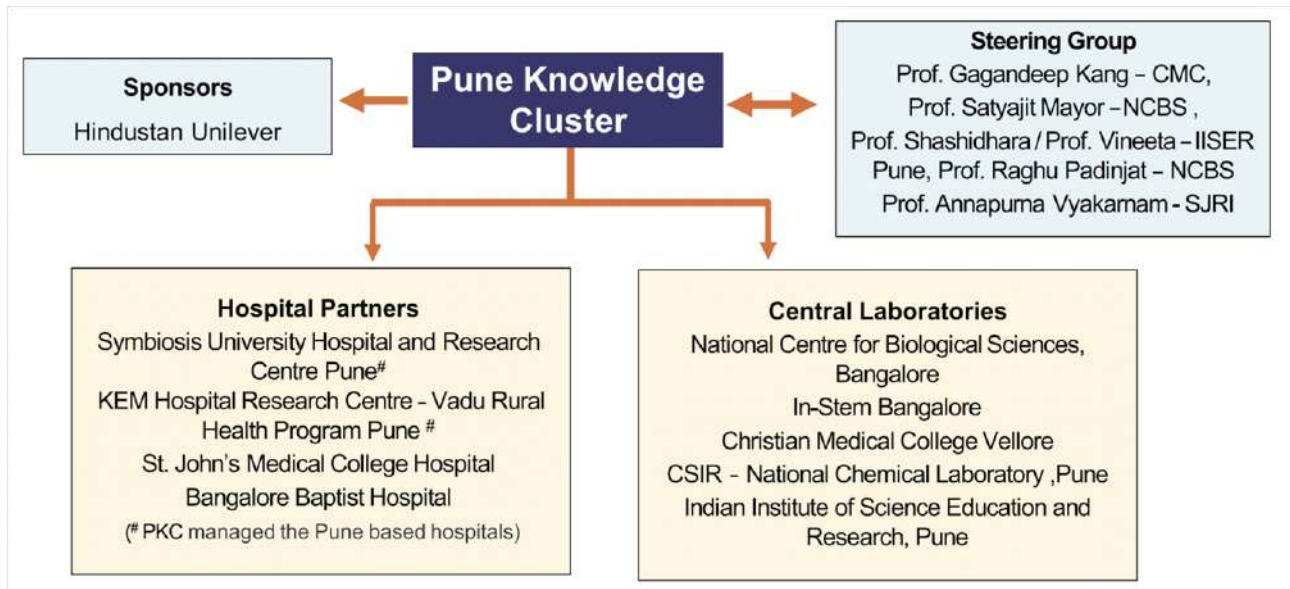 Sponsors
Hindustan Unilever
Pune Knowledge
Cluster
Steering Group
Prof. Gagandeep Kang – CMC,
Prof. Satyajit Mayor –NCBS ,
Prof. Shashidhara / Prof. Vineeta –IISER
Pune, Prof. Raghu Padinjat – NCBS
Prof. Annapurna Vyakarnam - SJRI
Hospital Partners
Symbiosis University Hospital and Research
Centre Pune#
KEM Hospital Research Centre – Vadu Rural
Health Program Pune #
St. John's Medical College Hospital
Bangalore Baptist Hospital
(# PKC managed the Pune based hospitals)
Central Laboratories
National Centre for Biological Sciences,
Bangalore
In-Stem Bangalore
Christian Medical College Vellore
CSIR – National Chemical Laboratory ,Pune
Indian Institute of Science Education and
Research, Pune